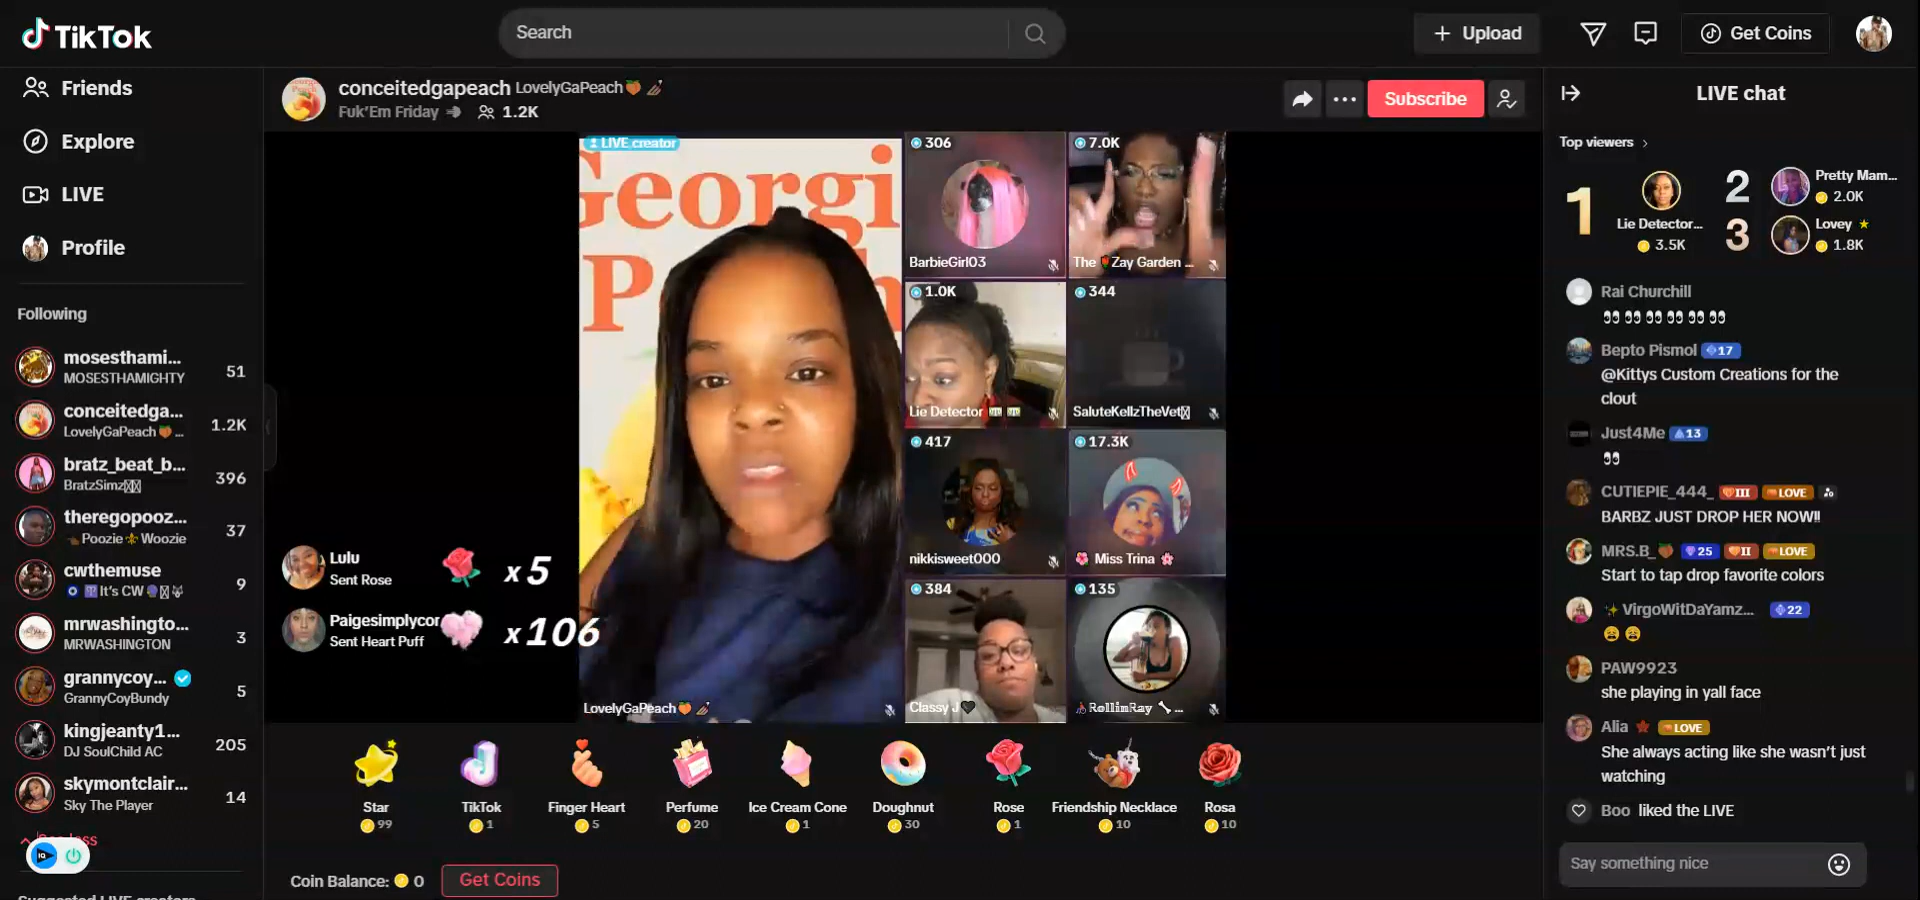 TikTok
Search
Upload
Get Coins
Friends
Explore
LIVE
Profile
Following
mosesthami...
MOSESTHAMIGHTY
51
conceitedga...
LovelyGaPeach🍑 ...
1.2K
bratz_beat_b...
BratzSimz
396
theregopooz...
Poozie ⚜ Woozie
37
cwthemuse
It's CW
9
mrwashingto...
MRWASHINGTON
3
grannycoy...
GrannyCoyBundy
5
kingjeanty1...
DJ SoulChild AC
205
skymontclair...
Sky The Player
14
See less
conceitedgapeach LovelyGaPeach🍑 💅🏾
Fuk'Em Friday 💨 1.2K
Subscribe
LIVE creator
Georgi
P h
LovelyGaPeach🍑 💅🏾
306
BarbieGirl03
7.0K
The 🌹Zay Garden ...
1.0K
Lie Detector 🎫 🎫
344
SaluteKellzTheVet
417
nikkisweet000
17.3K
🌺 Miss Trina 🌸
384
Classy J🖤
135
RollinRay 🦴 ...
Lulu
Sent Rose
x5
Paigesimplycor
Sent Heart Puff
x106
Star
99
TikTok
1
Finger Heart
5
Perfume
20
Ice Cream Cone
1
Doughnut
30
Rose
1
Friendship Necklace
10
Rosa
10
Coin Balance: 0
Get Coins
LIVE chat
Top viewers
1
Lie Detector...
3.5K
2
Pretty Mam...
2.0K
3
Lovey ⭐
1.8K
Rai Churchill
👀 👀 👀 👀 👀 👀
Bepto Pismol 17
@Kittys Custom Creations for the
clout
Just4Me 13
👀
CUTIEPIE_444_ III LOVE
BARBZ JUST DROP HER NOW!!
MRS.B_🍑 25 II LOVE
Start to tap drop favorite colors
✨ VirgoWitDaYamz... 22
😩 😩
PAW9923
she playing in yall face
Alia 🍁 LOVE
She always acting like she wasn't just
watching
Boo liked the LIVE
Say something nice